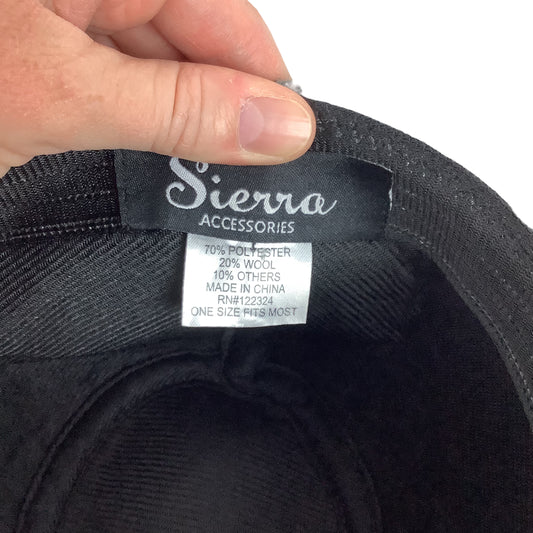 Sierra
ACCESSORIES
70% POLYESTER
20% WOOL
10% OTHERS
MADE IN CHINA
RN#122324
ONE SIZE FITS MOST